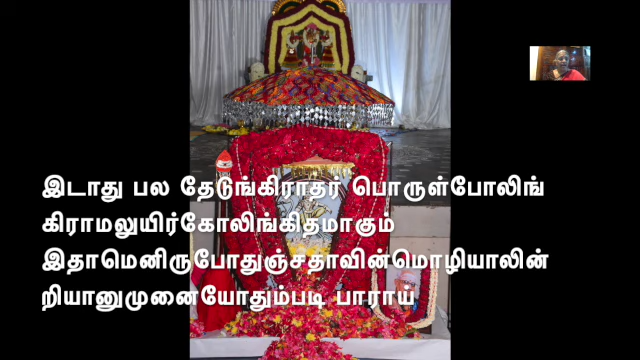 இடாது பல தேடுங்கிராதர் பொருள்போலிங்
கிராமலுயிர்கோலிங்கிதமாகும்
இதாமெனிருபோதுஞ்சதாவின்மொழியாலின்
றியானுமுனையோதும்படி பாராய்